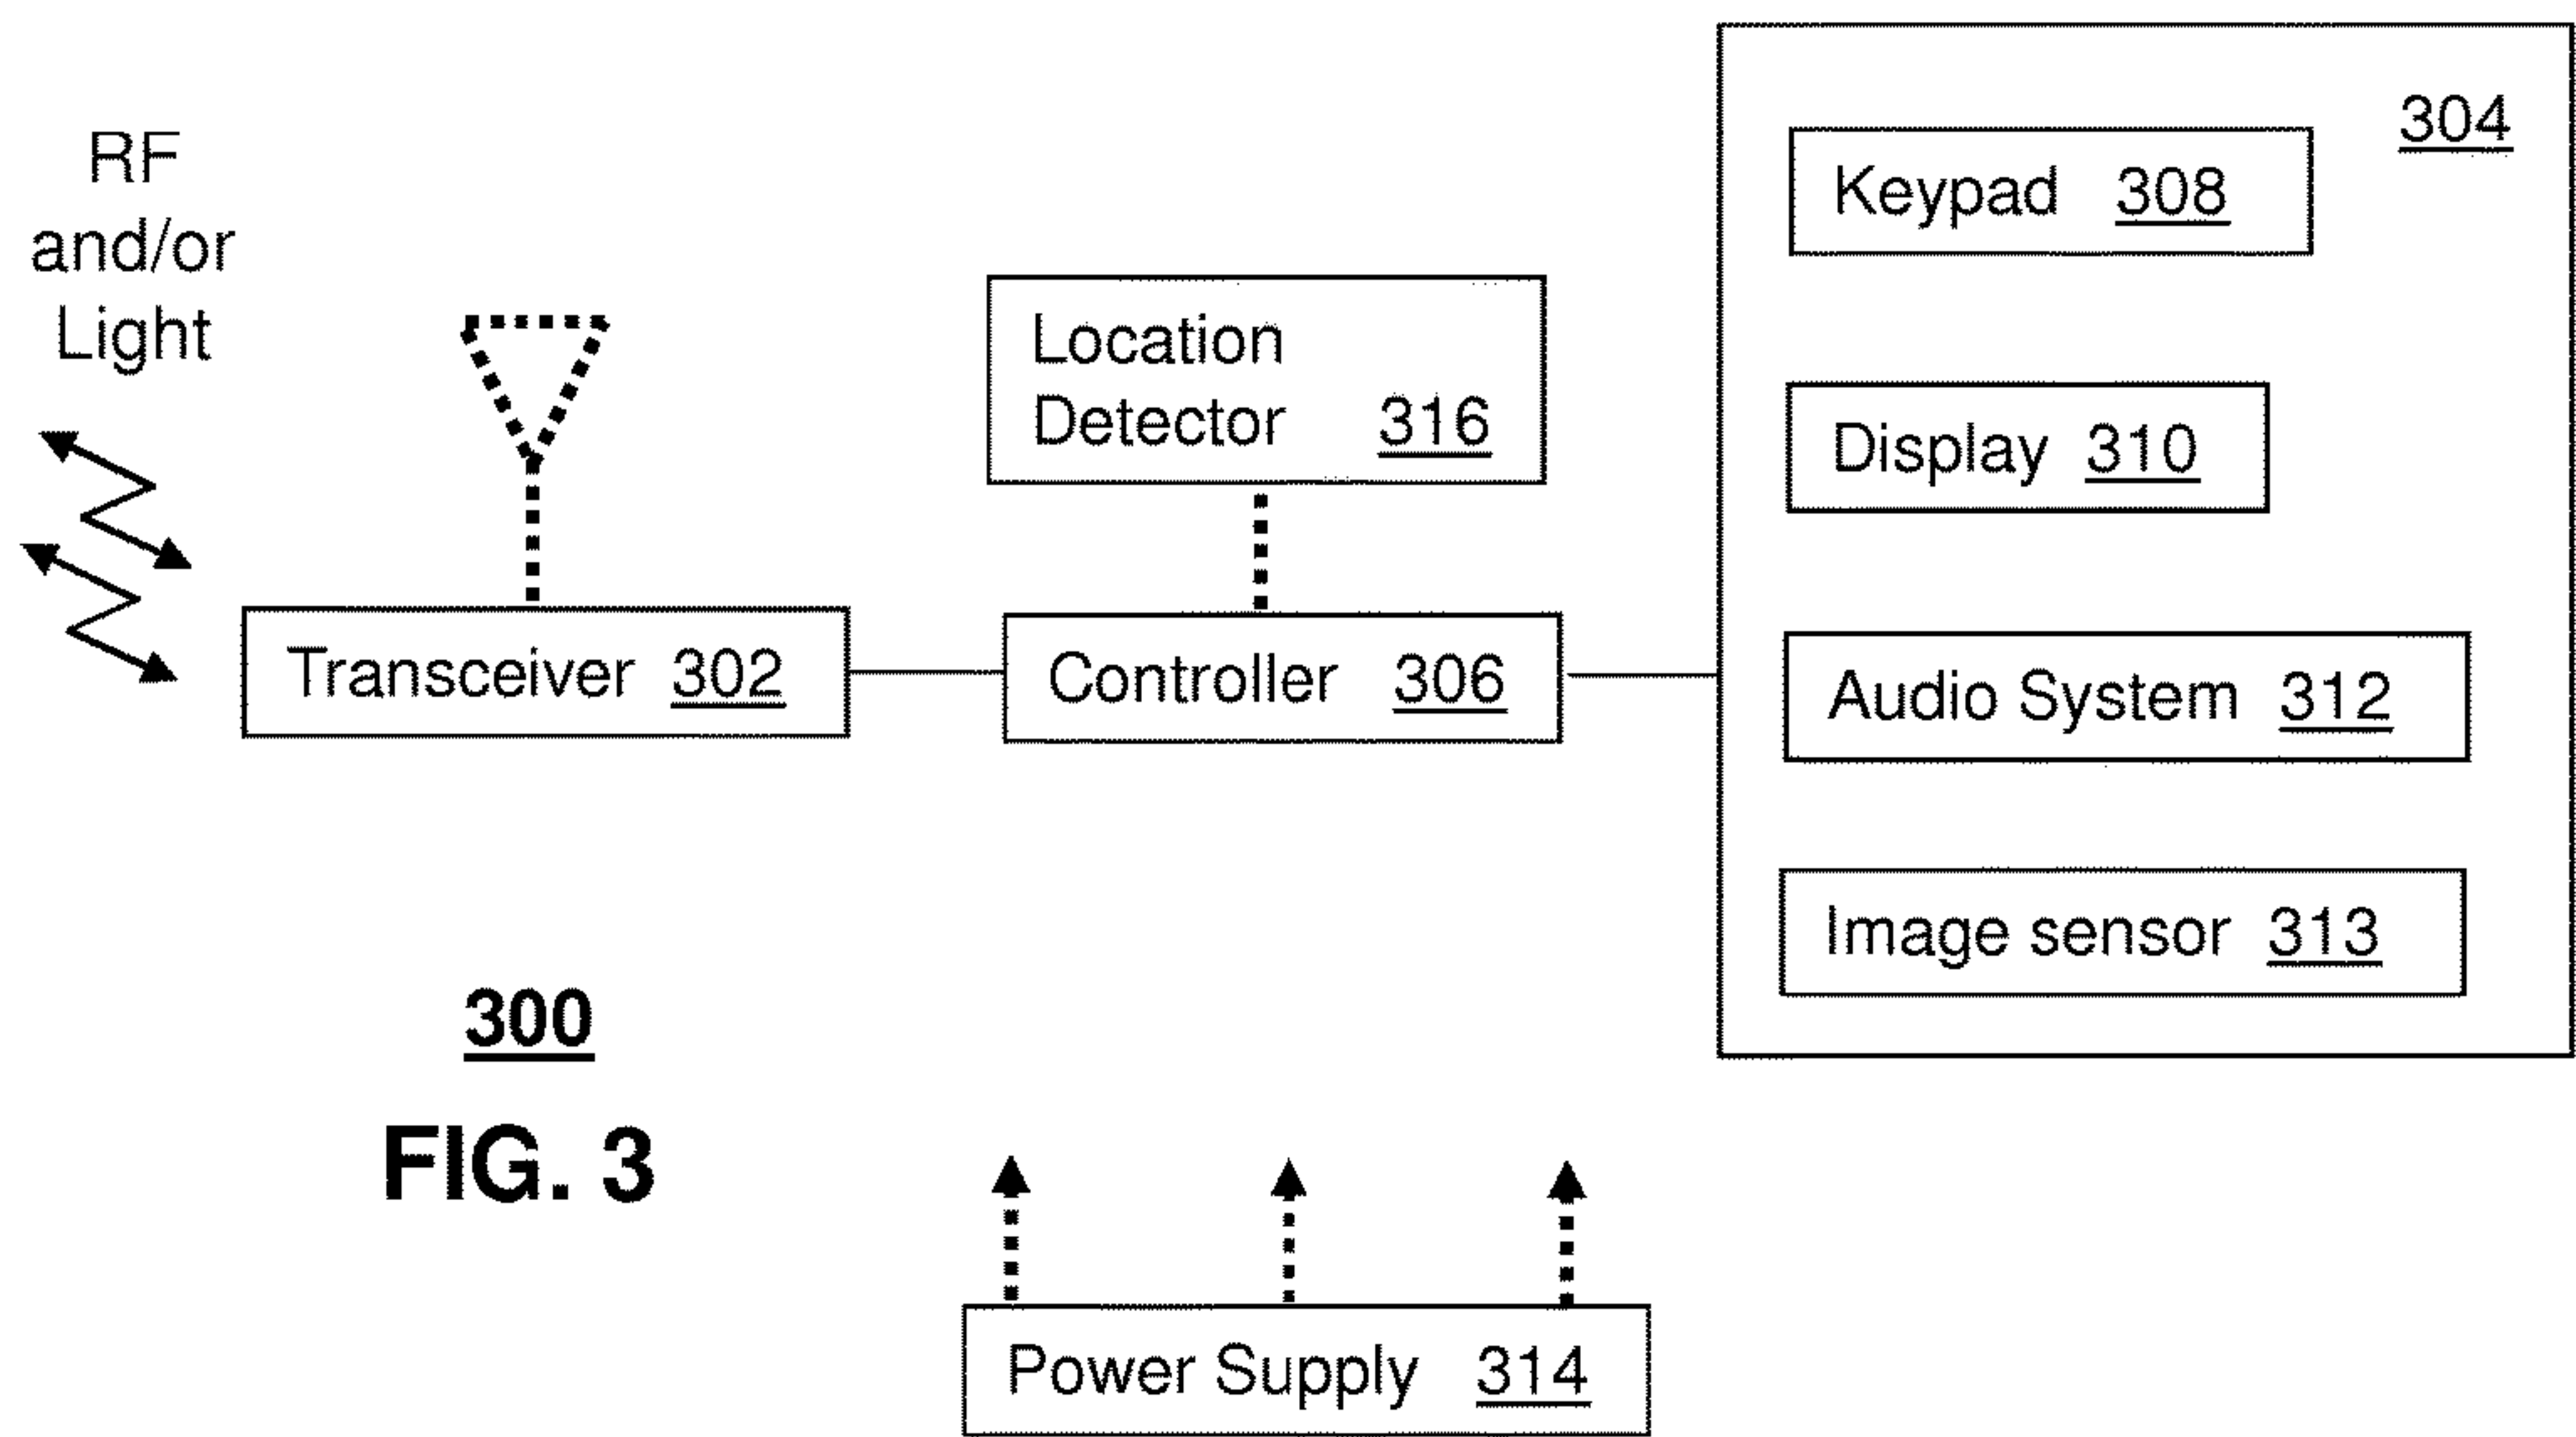 RF
and/or
Light
304
Keypad 308
Location
Detector 316
Display 310
Transceiver 302
Controller 306
Audio System 312
Image sensor 313
300
FIG. 3
Power Supply 314